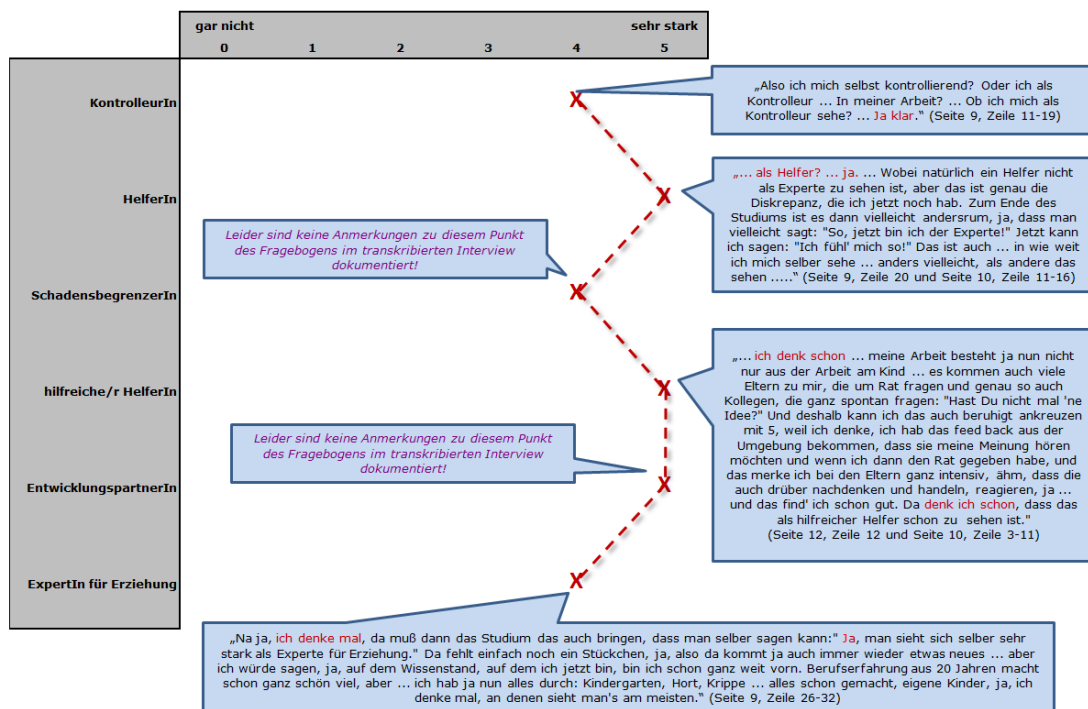 gar nicht sehr stark
0 1 2 3 4 5
KontrolleurIn
„Also ich mich selbst kontrollierend? Oder ich als
Kontrolleur ... In meiner Arbeit? ... Ob ich mich als
Kontrolleur sehe? ... Ja klar.“ (Seite 9, Zeile 11-19)
HelferIn
„... als Helfer? ... ja. ... Wobei natürlich ein Helfer nicht
als Experte zu sehen ist, aber das ist genau die
Diskrepanz, die ich jetzt noch hab. Zum Ende des
Studiums ist es dann vielleicht andersrum, ja, dass man
vielleicht sagt: "So, jetzt bin ich der Experte!" Jetzt kann
ich sagen: "Ich fühl' mich so!" Das ist auch ... in wie weit
ich mich selber sehe ... anders vielleicht, als andere das
sehen .....“ (Seite 9, Zeile 20 und Seite 10, Zeile 11-16)
Leider sind keine Anmerkungen zu diesem Punkt
des Fragebogens im transkribierten Interview
dokumentiert!
SchadensbegrenzerIn
hilfreiche/r HelferIn
„... ich denk schon ... meine Arbeit besteht ja nun nicht
nur aus der Arbeit am Kind ... es kommen auch viele
Eltern zu mir, die um Rat fragen und genau so auch
Kollegen, die ganz spontan fragen: "Hast Du nicht mal 'ne
Idee?" Und deshalb kann ich das auch beruhigt ankreuzen
mit 5, weil ich denke, ich hab das feed back aus der
Umgebung bekommen, dass sie meine Meinung hören
möchten und wenn ich dann den Rat gegeben habe, und
das merke ich bei den Eltern ganz intensiv, ähm, dass die
auch drüber nachdenken und handeln, reagieren, ja ...
und das find' ich schon gut. Da denk ich schon, dass das
als hilfreicher Helfer schon zu sehen ist."
(Seite 12, Zeile 12 und Seite 10, Zeile 3-11)
Leider sind keine Anmerkungen zu diesem Punkt
des Fragebogens im transkribierten Interview
dokumentiert!
EntwicklungspartnerIn
ExpertIn für Erziehung
„Na ja, ich denke mal, da muß dann das Studium das auch bringen, dass man selber sagen kann:" Ja, man sieht sich selber sehr
stark als Experte für Erziehung." Da fehlt einfach noch ein Stückchen, ja, also da kommt ja auch immer wieder etwas neues ... aber
ich würde sagen, ja, auf dem Wissenstand, auf dem ich jetzt bin, bin ich schon ganz weit vorn. Berufserfahrung aus 20 Jahren macht
schon ganz schön viel, aber ... ich hab ja nun alles durch: Kindergarten, Hort, Krippe ... alles schon gemacht, eigene Kinder, ja, ich
denke mal, an denen sieht man's am meisten.“ (Seite 9, Zeile 26-32)